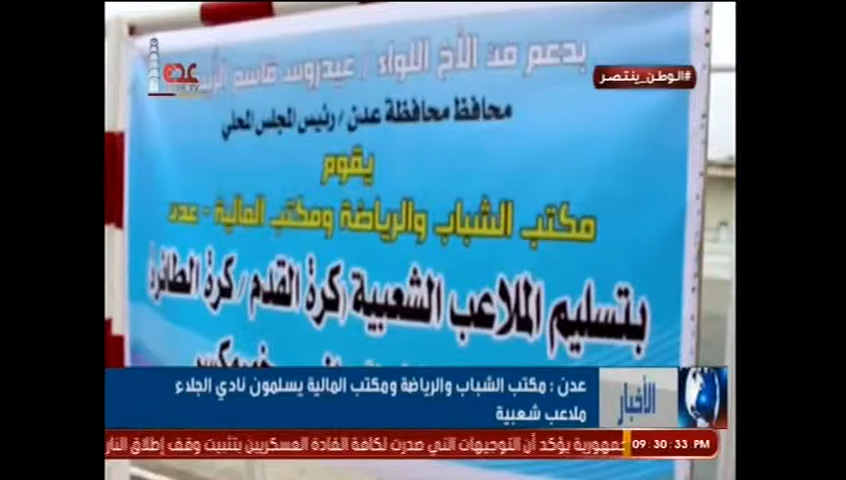 بدعم من الأخ اللواء / عيدروس قاسم
عدن
#الوطن_ينتصر
محافظ محافظة عدن / رئيس المجلس المحلي
يقوم
مكتب الشباب والرياضة ومكتب المالية - عدن
بتسليم الملاعب الشعبية (كرة القدم / كرة الطائرة
عدن : مكتب الشباب والرياضة ومكتب المالية يسلمون نادي الجلاء
ملاعب شعبية
الأخبار
جمهورية يؤكد أن التوجيهات التي صدرت لكافة القادة العسكريين بتثبيت وقف إطلاق النار
09:30:33 PM